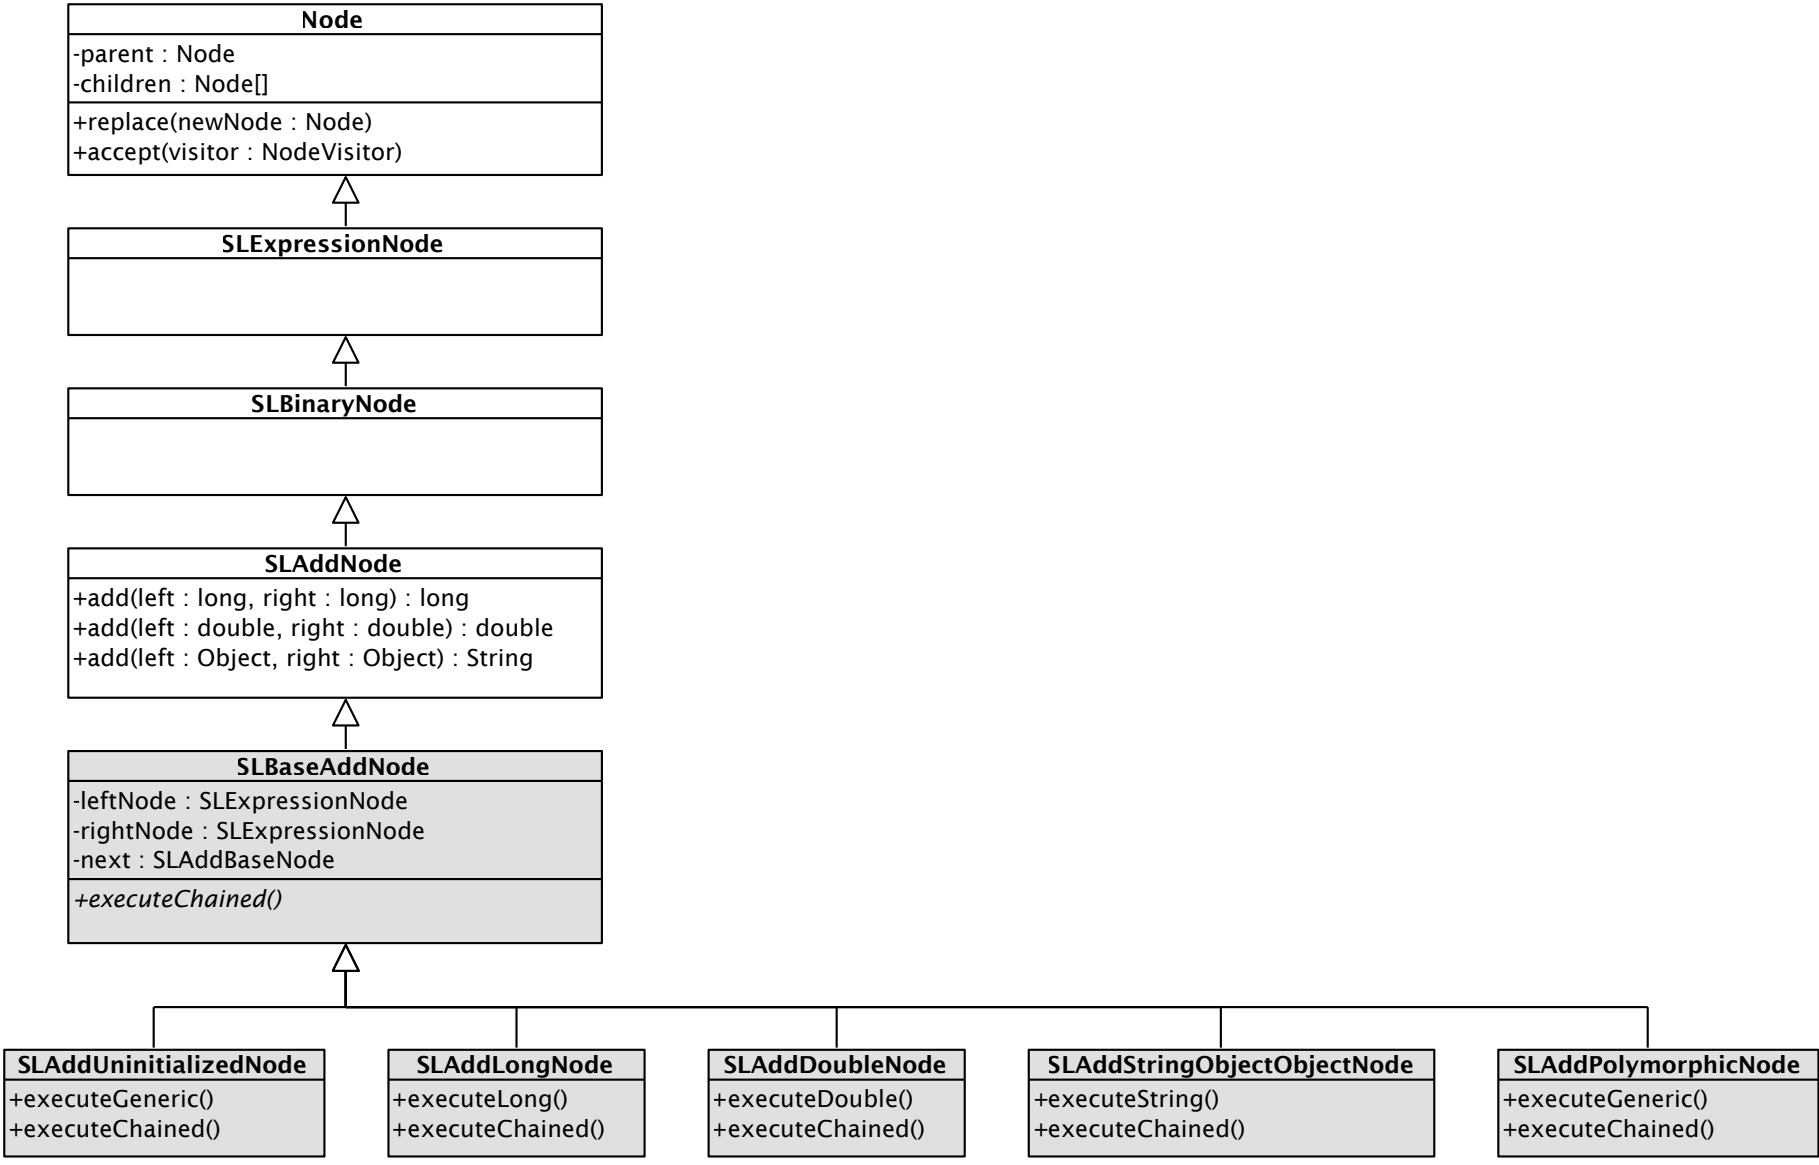 Node
-parent : Node
-children : Node[]
+replace(newNode : Node)
+accept(visitor : NodeVisitor)
SLExpressionNode
SLBinaryNode
SLAddNode
+add(left : long, right : long) : long
+add(left : double, right : double) : double
+add(left : Object, right : Object) : String
SLBaseAddNode
-leftNode : SLExpressionNode
-rightNode : SLExpressionNode
-next : SLAddBaseNode
+executeChained()
SLAddUninitializedNode
+executeGeneric()
+executeChained()
SLAddLongNode
+executeLong()
+executeChained()
SLAddDoubleNode
+executeDouble()
+executeChained()
SLAddStringObjectObjectNode
+executeString()
+executeChained()
SLAddPolymorphicNode
+executeGeneric()
+executeChained()